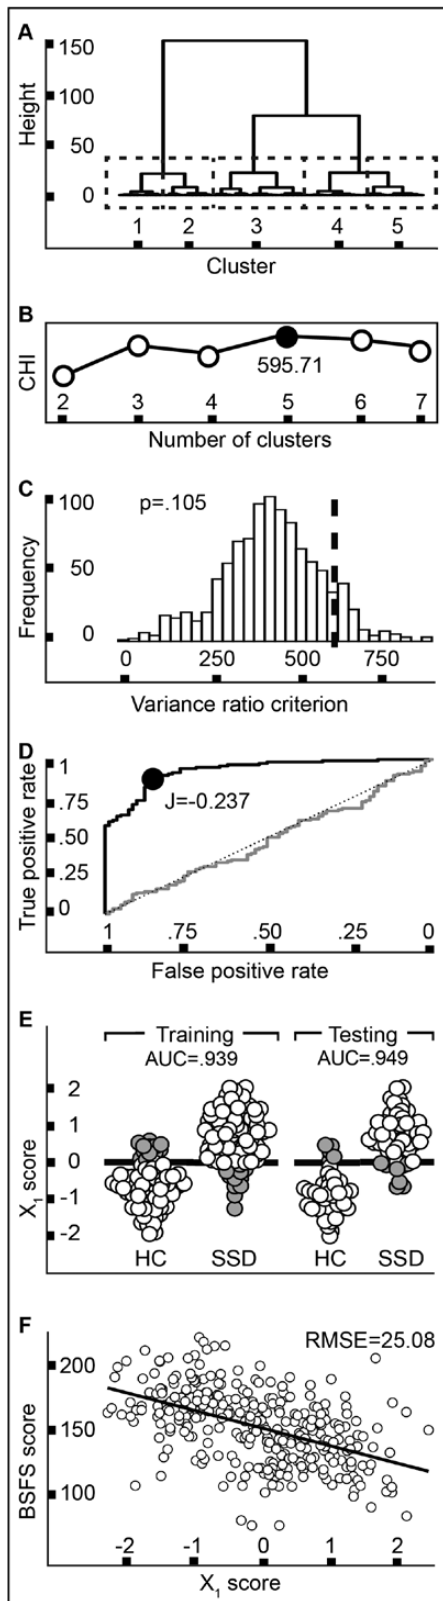 A
Height
150
100
50
0
1 2 3 4 5
Cluster
B
CHI
595.71
2 3 4 5 6 7
Number of clusters
C
Frequency
100
50
0
p=.105
0 250 500 750
Variance ratio criterion
D
True positive rate
1
.75
.50
.25
0
J=-0.237
1 .75 .50 .25 0
False positive rate
E
Training Testing
AUC=.939 AUC=.949
X₁ score
2
1
0
-1
-2
HC SSD HC SSD
F
RMSE=25.08
BSFS score
200
150
100
-2 -1 0 1 2
X₁ score